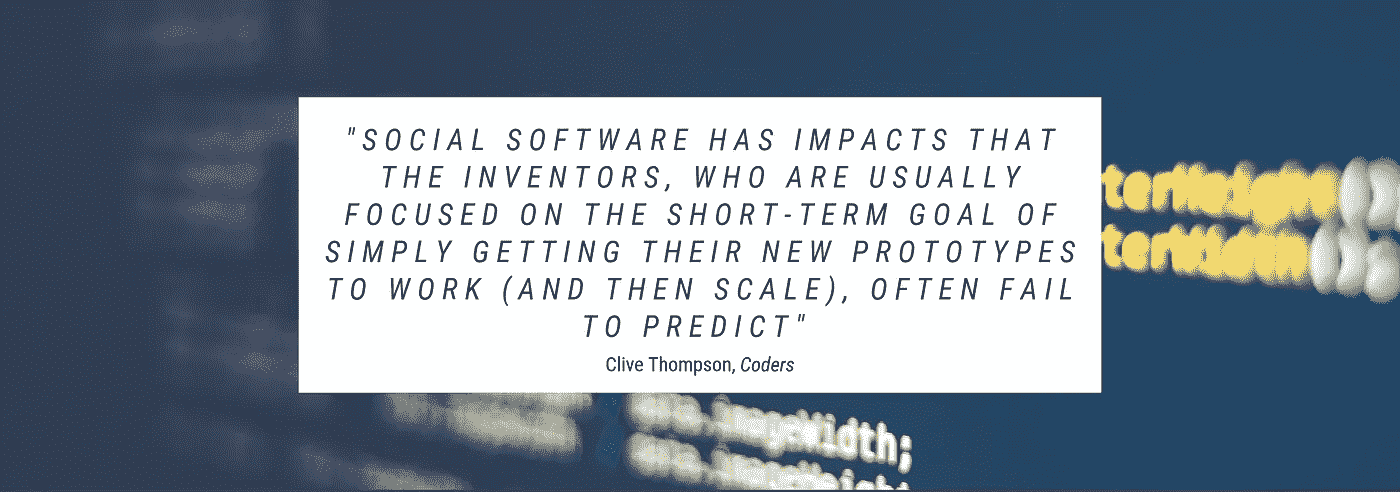 "SOCIAL SOFTWARE HAS IMPACTS THAT
THE INVENTORS, WHO ARE USUALLY
FOCUSED ON THE SHORT-TERM GOAL OF
SIMPLY GETTING THEIR NEW PROTOTYPES
TO WORK (AND THEN SCALE), OFTEN FAIL
TO PREDICT"
Clive Thompson, Coders